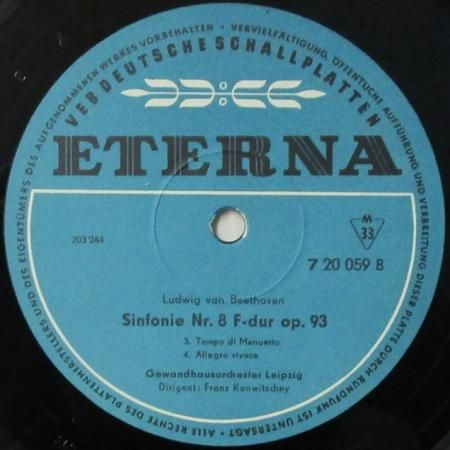 ALLE RECHTE DES PLATTENHERSTELLERS UND DES EIGENTÜMERS DES AUFGENOMMENEN WERKES VORBEHALTEN · VERVIELFÄLTIGUNG, ÖFFENTLICHE AUFFÜHRUNG UND VERBREITUNG DIESER PLATTE DURCH RUNDFUNK IST UNTERSAGT ·
VEB DEUTSCHE SCHALLPLATTEN
ETERNA
203 244
M
33
7 20 059 B
Ludwig van Beethoven
Sinfonie Nr. 8 F-dur op. 93
3. Tempo di Menuetto
4. Allegro vivace
Gewandhausorchester Leipzig
Dirigent: Franz Konwitschny